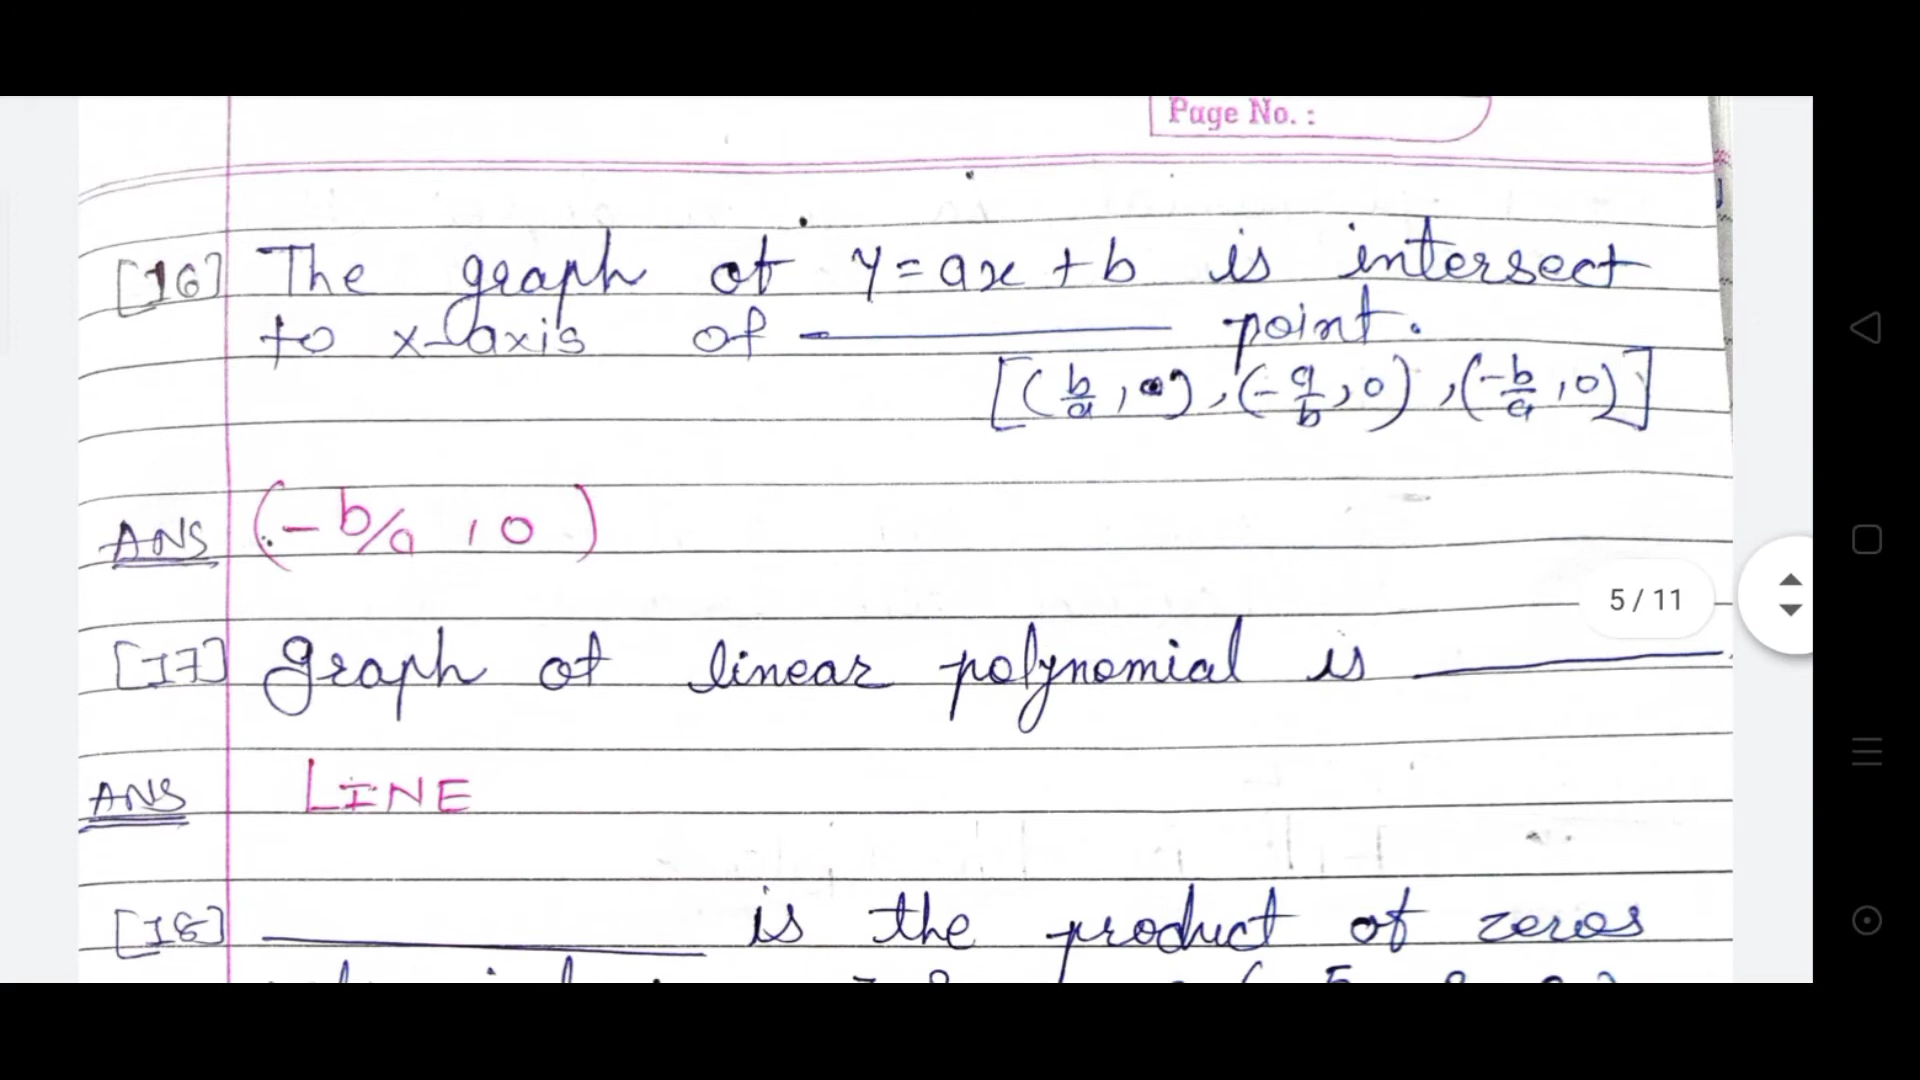 Page No. :
[16] The graph of y=ax+b is intersect
to x-axis of ________ point.
[(b/a, 0), (-a/b, 0), (-b/a, 0)]
ANS (-b/a, 0)
5 / 11
[17] Graph of linear polynomial is ________.
ANS LINE
[18] ________ is the product of zeros